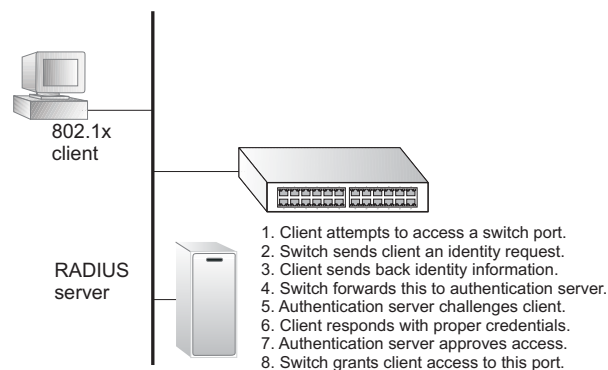 802.1x
client
RADIUS
server
1. Client attempts to access a switch port.
2. Switch sends client an identity request.
3. Client sends back identity information.
4. Switch forwards this to authentication server.
5. Authentication server challenges client.
6. Client responds with proper credentials.
7. Authentication server approves access.
8. Switch grants client access to this port.